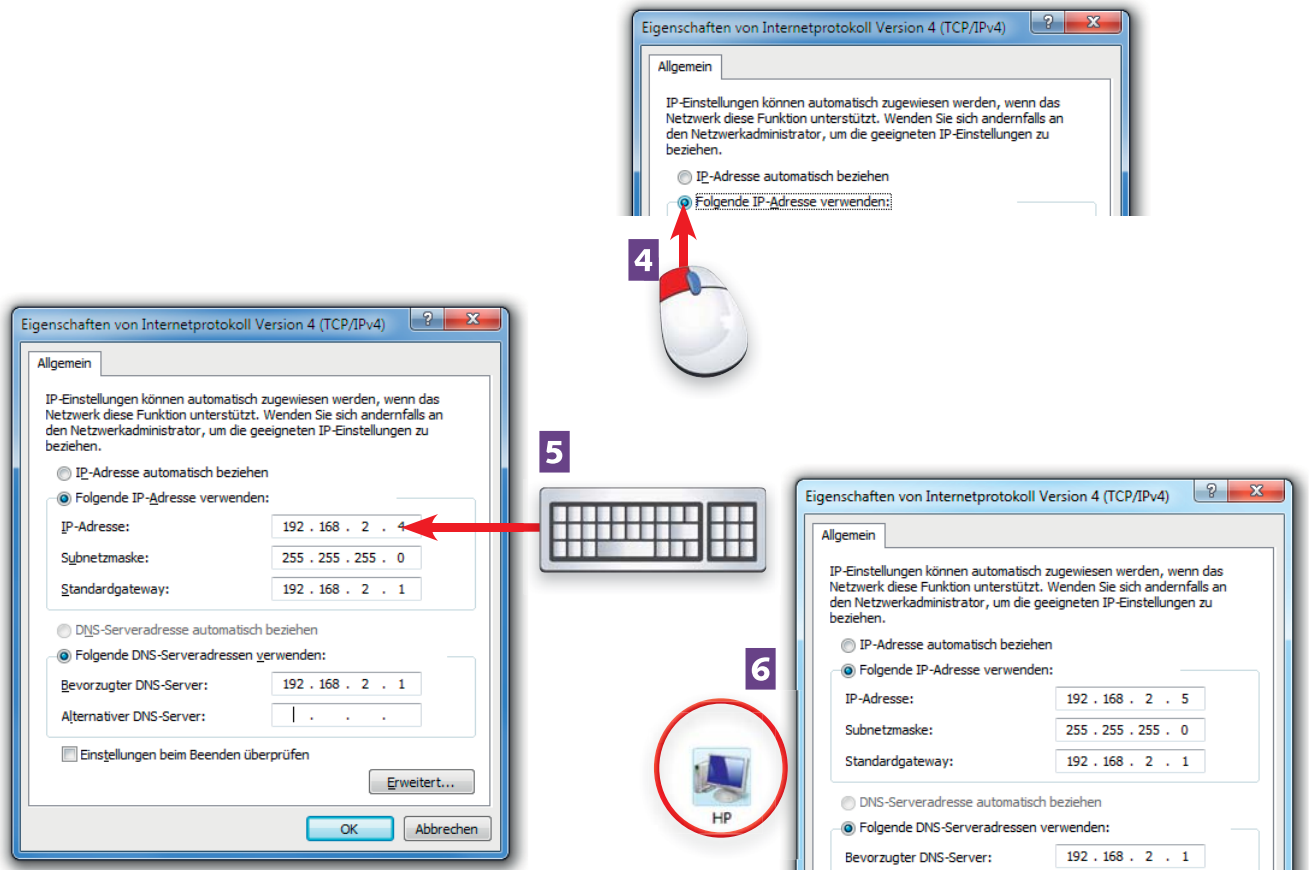 Eigenschaften von Internetprotokoll Version 4 (TCP/IPv4)
Allgemein
IP-Einstellungen können automatisch zugewiesen werden, wenn das
Netzwerk diese Funktion unterstützt. Wenden Sie sich andernfalls an
den Netzwerkadministrator, um die geeigneten IP-Einstellungen zu
beziehen.
IP-Adresse automatisch beziehen
Folgende IP-Adresse verwenden:
4
Eigenschaften von Internetprotokoll Version 4 (TCP/IPv4)
Allgemein
IP-Einstellungen können automatisch zugewiesen werden, wenn das
Netzwerk diese Funktion unterstützt. Wenden Sie sich andernfalls an
den Netzwerkadministrator, um die geeigneten IP-Einstellungen zu
beziehen.
IP-Adresse automatisch beziehen
Folgende IP-Adresse verwenden:
IP-Adresse: 192 . 168 . 2 . 4
Subnetzmaske: 255 . 255 . 255 . 0
Standardgateway: 192 . 168 . 2 . 1
DNS-Serveradresse automatisch beziehen
Folgende DNS-Serveradressen verwenden:
Bevorzugter DNS-Server: 192 . 168 . 2 . 1
Alternativer DNS-Server: . . .
Einstellungen beim Beenden überprüfen
Erweitert...
OK Abbrechen
5
6
HP
Eigenschaften von Internetprotokoll Version 4 (TCP/IPv4)
Allgemein
IP-Einstellungen können automatisch zugewiesen werden, wenn das
Netzwerk diese Funktion unterstützt. Wenden Sie sich andernfalls an
den Netzwerkadministrator, um die geeigneten IP-Einstellungen zu
beziehen.
IP-Adresse automatisch beziehen
Folgende IP-Adresse verwenden:
IP-Adresse: 192 . 168 . 2 . 5
Subnetzmaske: 255 . 255 . 255 . 0
Standardgateway: 192 . 168 . 2 . 1
DNS-Serveradresse automatisch beziehen
Folgende DNS-Serveradressen verwenden:
Bevorzugter DNS-Server: 192 . 168 . 2 . 1